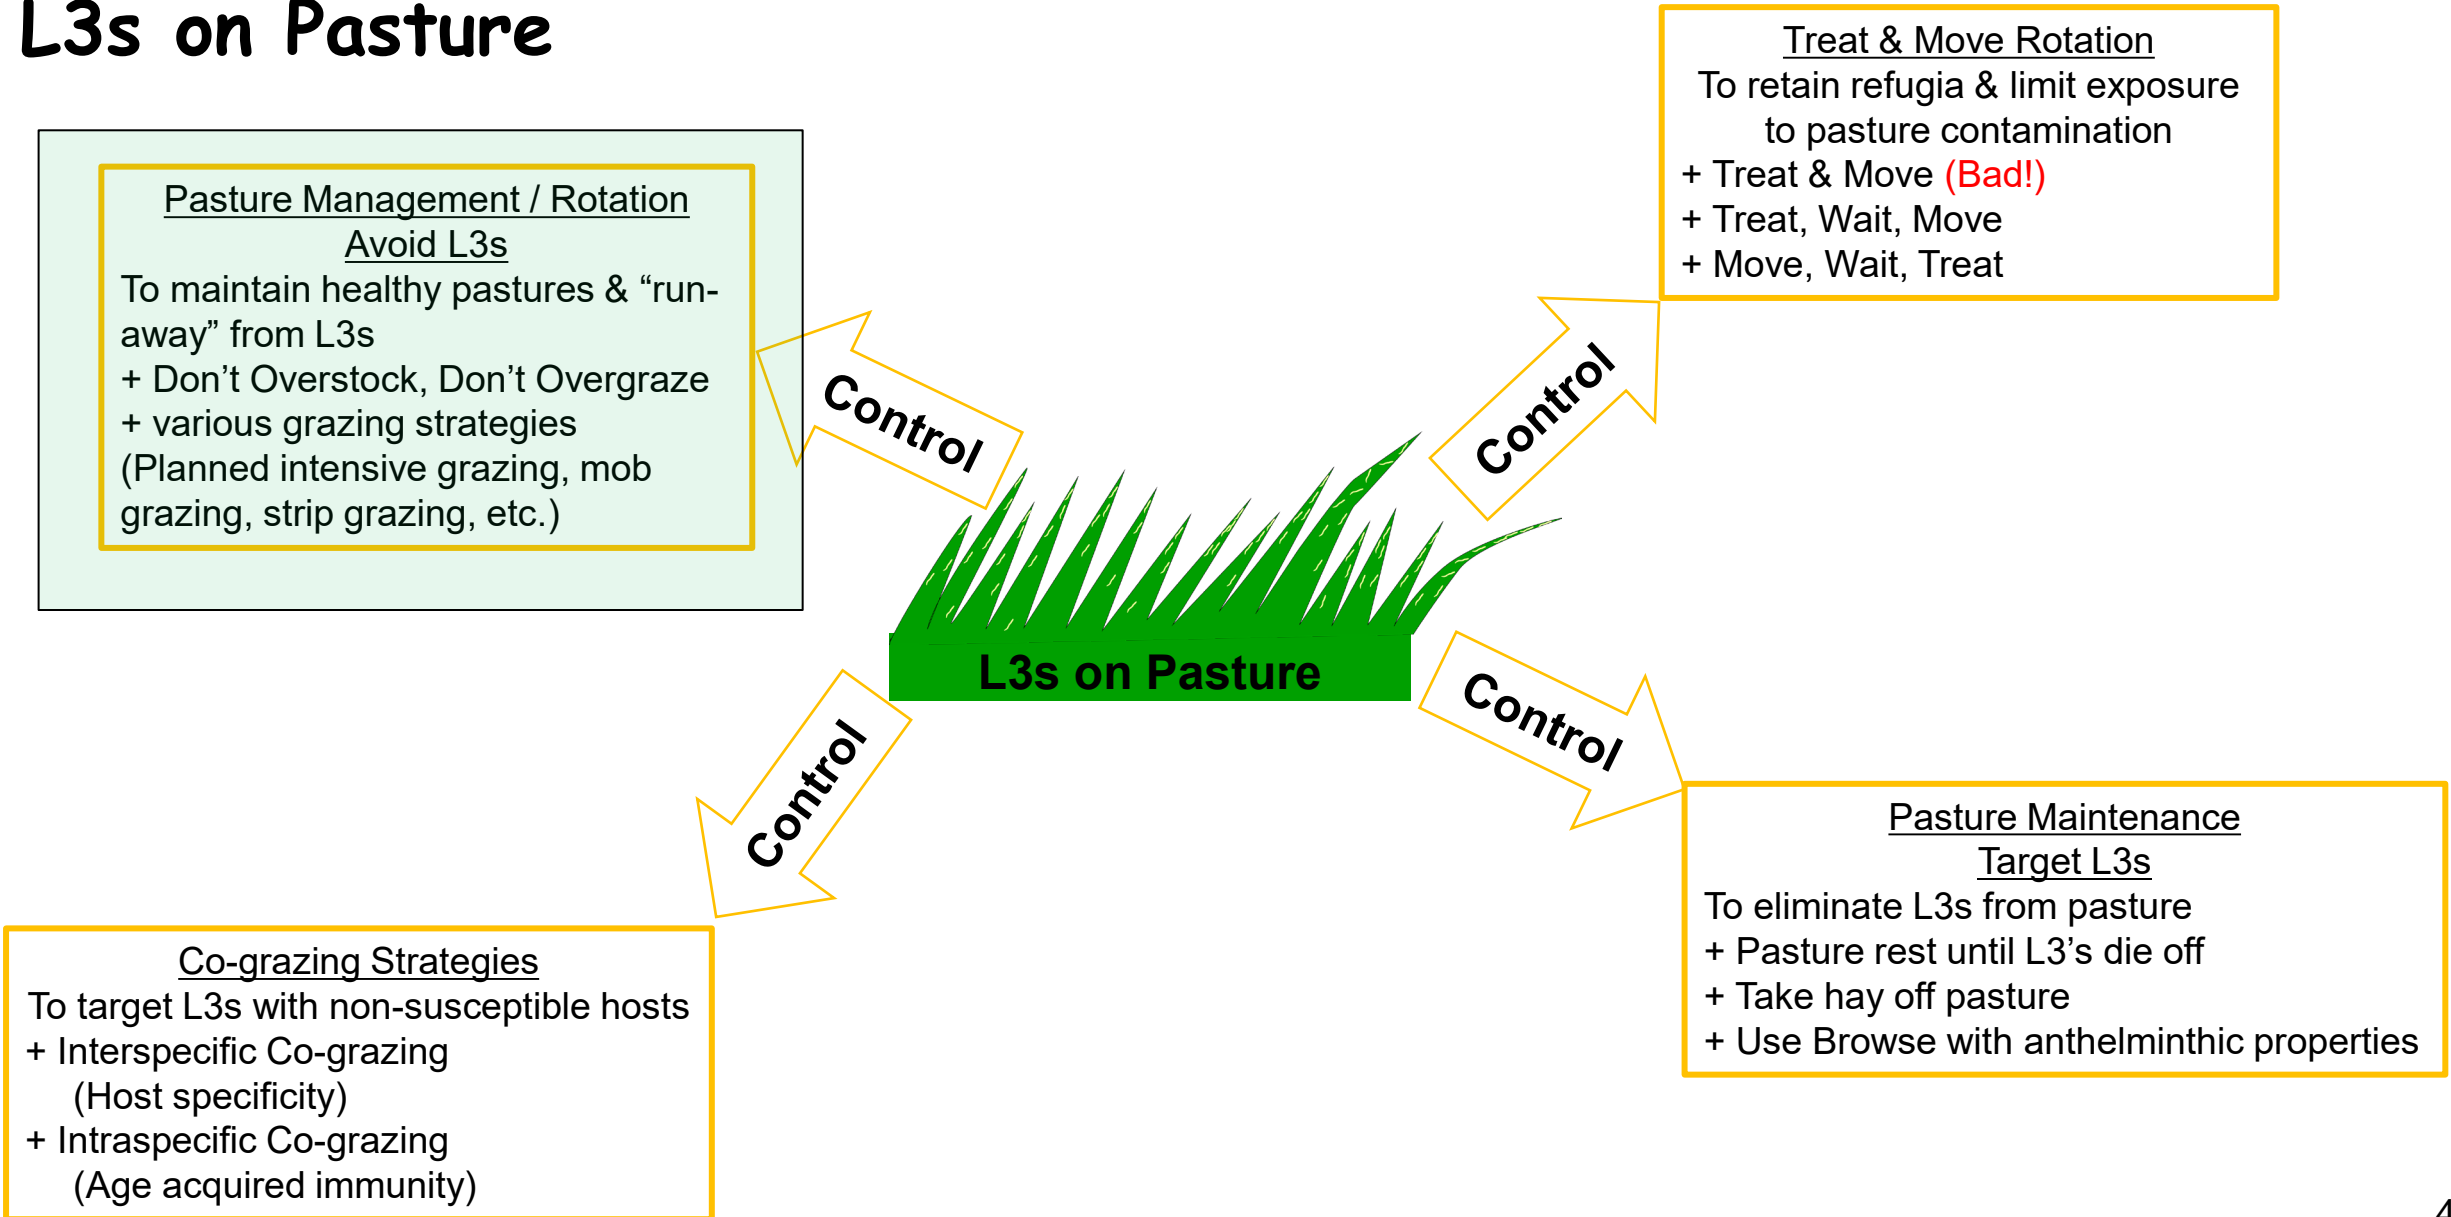 L3s on Pasture
Pasture Management / Rotation
Avoid L3s
To maintain healthy pastures & “run-
away” from L3s
+ Don’t Overstock, Don’t Overgraze
+ various grazing strategies
(Planned intensive grazing, mob
grazing, strip grazing, etc.)
Treat & Move Rotation
To retain refugia & limit exposure
to pasture contamination
+ Treat & Move (Bad!)
+ Treat, Wait, Move
+ Move, Wait, Treat
Control
Control
L3s on Pasture
Control
Control
Co-grazing Strategies
To target L3s with non-susceptible hosts
+ Interspecific Co-grazing
(Host specificity)
+ Intraspecific Co-grazing
(Age acquired immunity)
Pasture Maintenance
Target L3s
To eliminate L3s from pasture
+ Pasture rest until L3’s die off
+ Take hay off pasture
+ Use Browse with anthelminthic properties